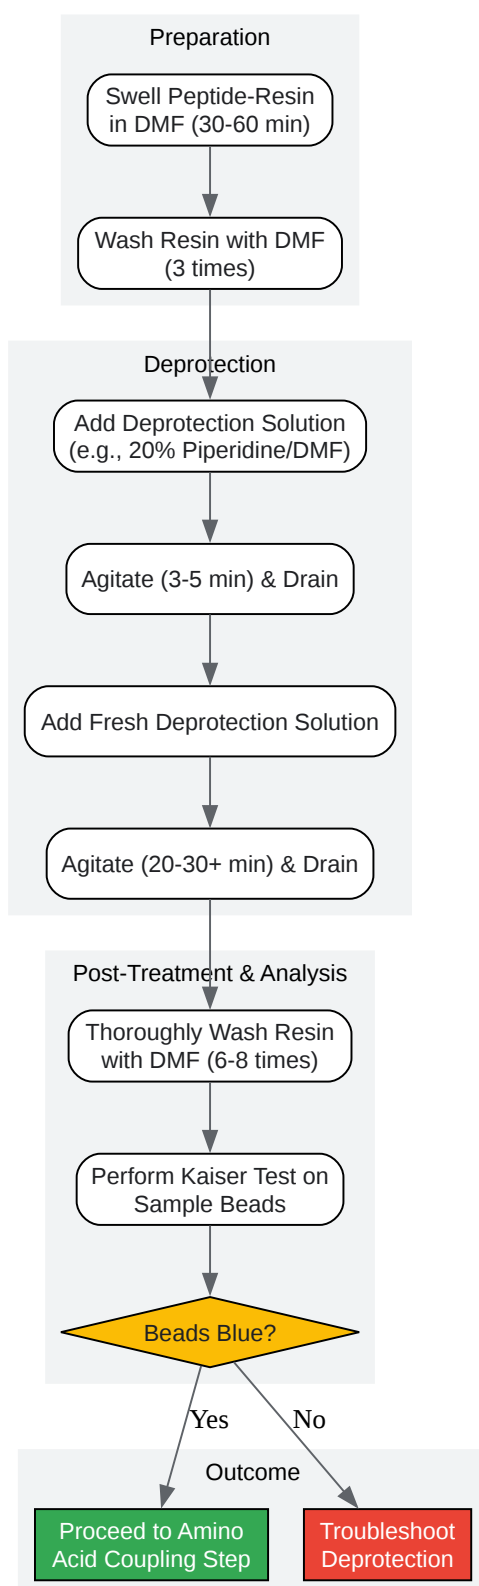 Preparation
Swell Peptide-Resin
in DMF (30-60 min)
Wash Resin with DMF
(3 times)
Deprotection
Add Deprotection Solution
(e.g., 20% Piperidine/DMF)
Agitate (3-5 min) & Drain
Add Fresh Deprotection Solution
Agitate (20-30+ min) & Drain
Post-Treatment & Analysis
Thoroughly Wash Resin
with DMF (6-8 times)
Perform Kaiser Test on
Sample Beads
Beads Blue?
Yes
No
Outcome
Proceed to Amino
Acid Coupling Step
Troubleshoot
Deprotection